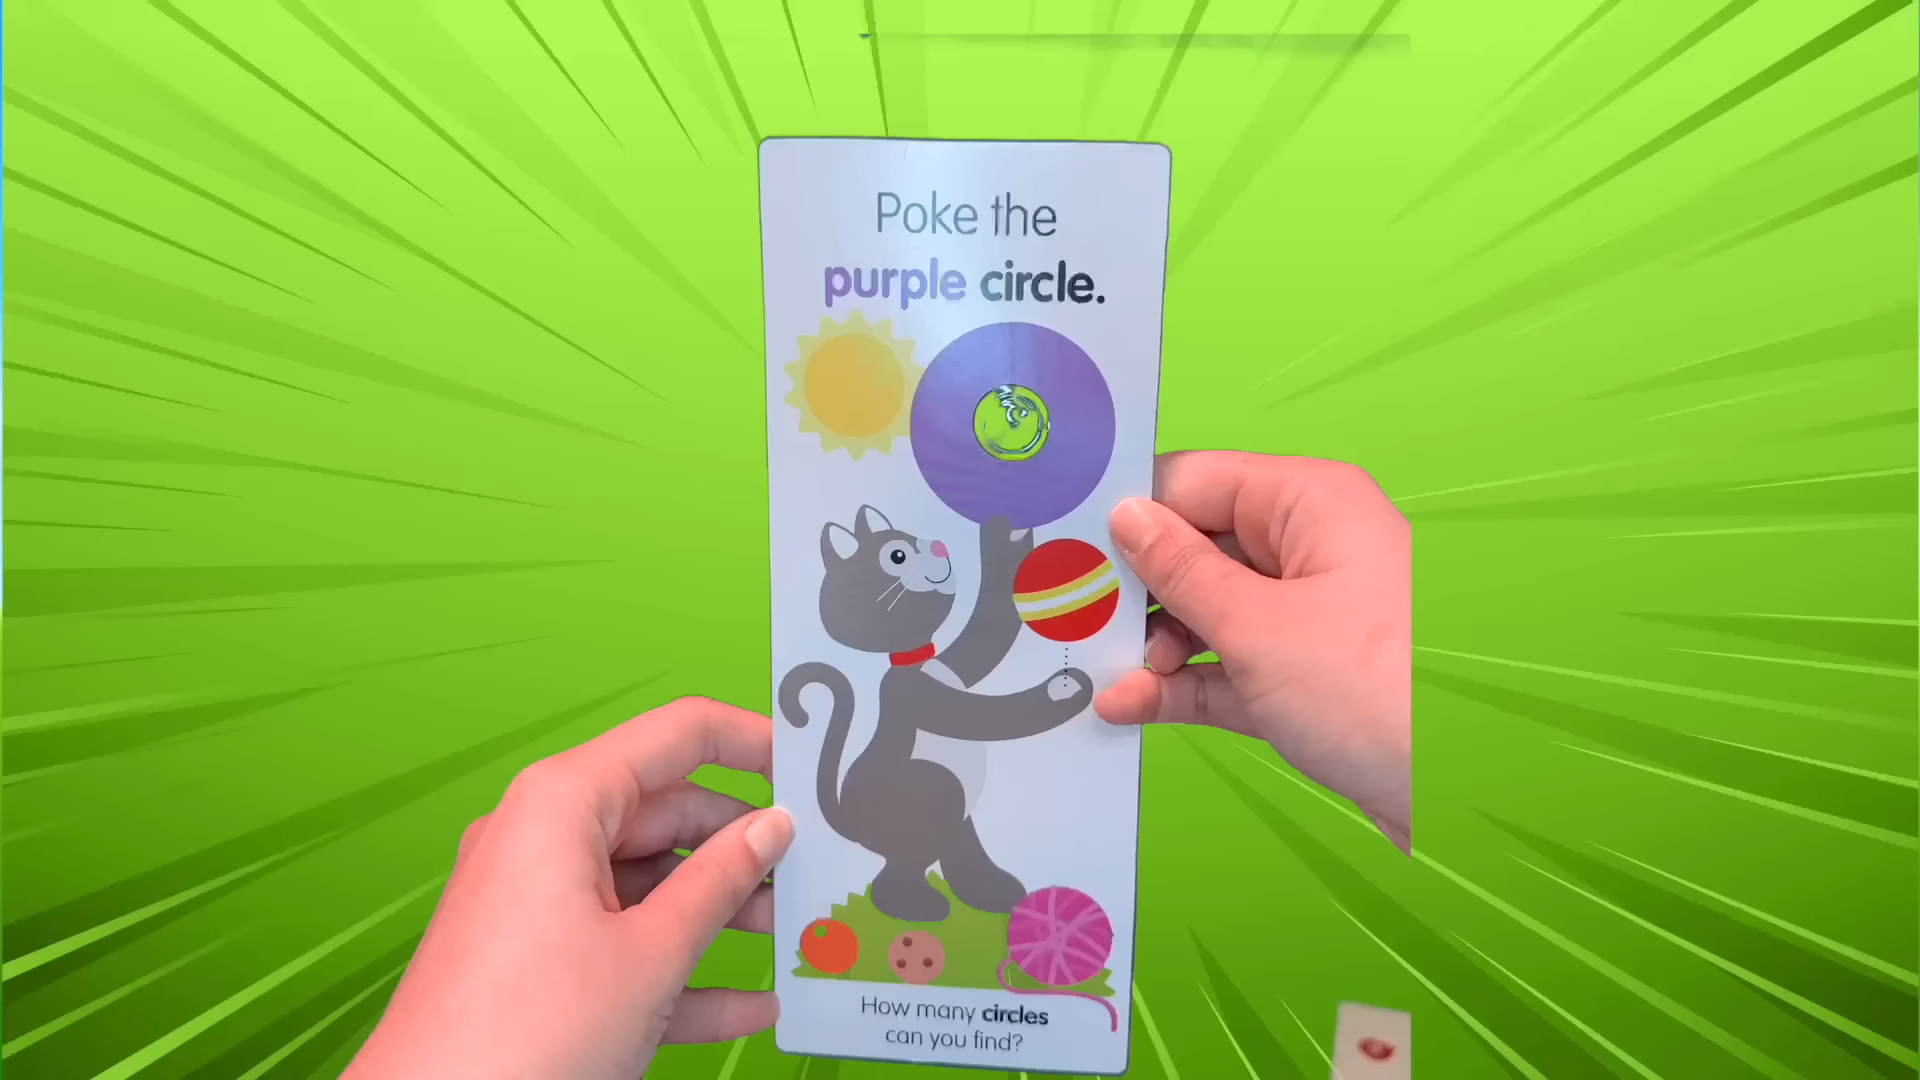 Poke the
purple circle.
How many circles
can you find?